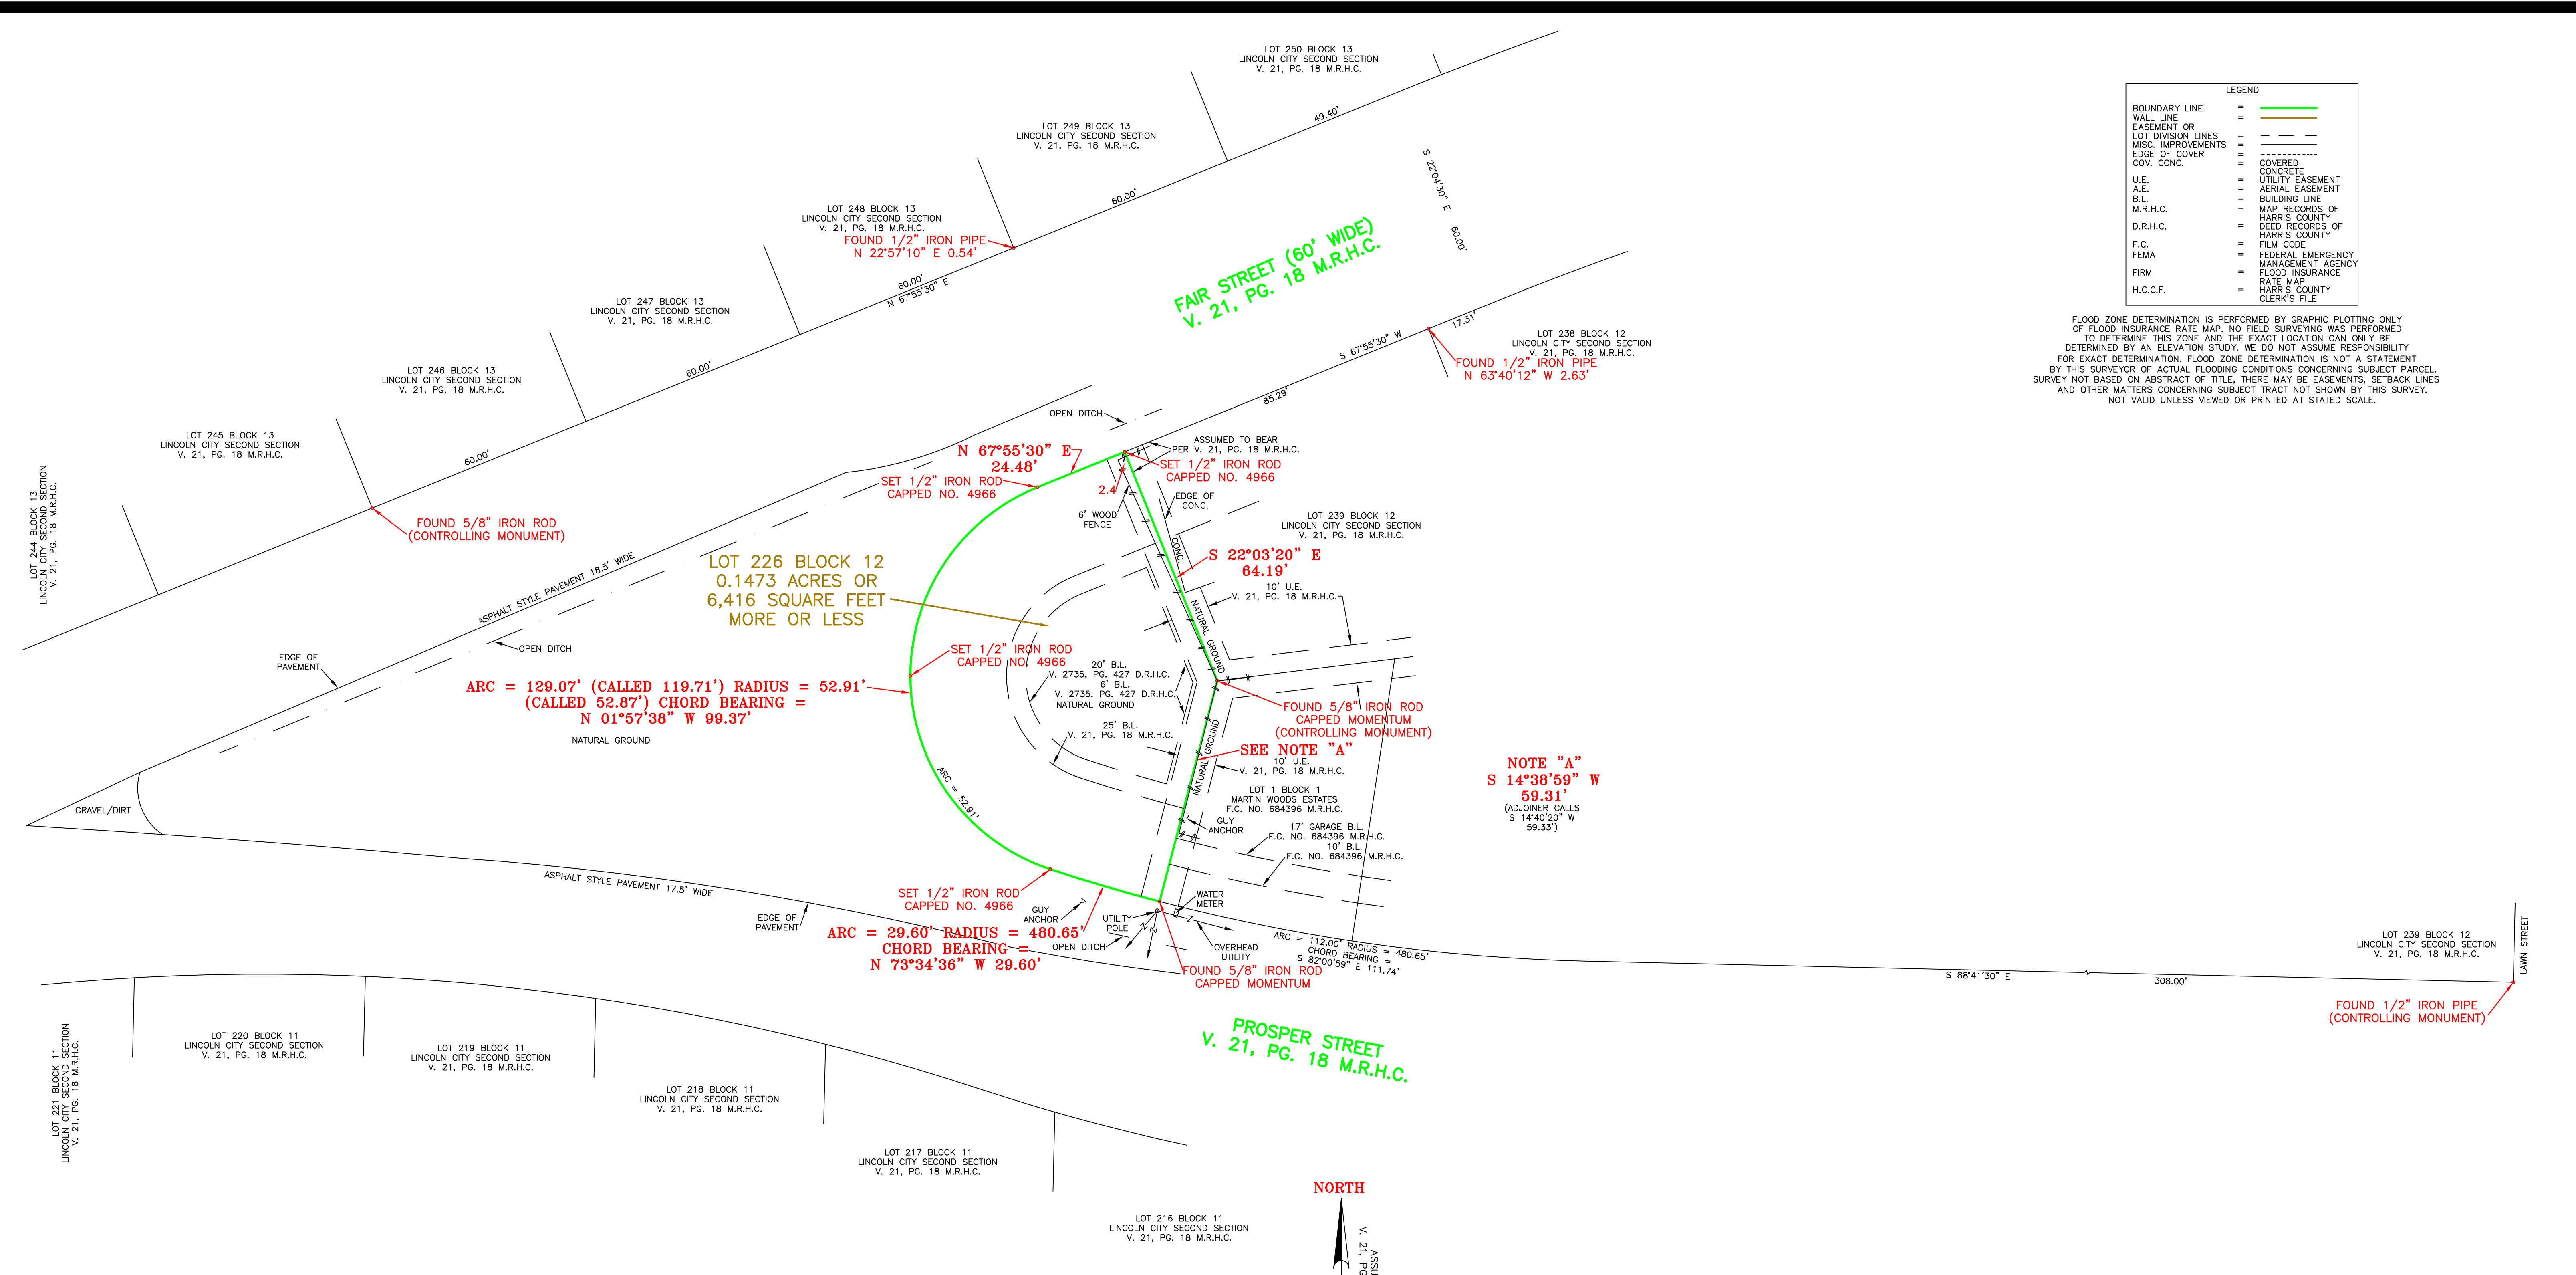 LOT 250 BLOCK 13
LINCOLN CITY SECOND SECTION
V. 21, PG. 18 M.R.H.C.
LOT 249 BLOCK 13
LINCOLN CITY SECOND SECTION
V. 21, PG. 18 M.R.H.C.
49.40'
LOT 248 BLOCK 13
LINCOLN CITY SECOND SECTION
V. 21, PG. 18 M.R.H.C.
FOUND 1/2" IRON PIPE
N 22°57'10" E 0.54'
60.00'
60.00'
N 67°55'30" E
LOT 247 BLOCK 13
LINCOLN CITY SECOND SECTION
V. 21, PG. 18 M.R.H.C.
60.00'
LOT 246 BLOCK 13
LINCOLN CITY SECOND SECTION
V. 21, PG. 18 M.R.H.C.
60.00'
LOT 245 BLOCK 13
LINCOLN CITY SECOND SECTION
V. 21, PG. 18 M.R.H.C.
LOT 244 BLOCK 13
LINCOLN CITY SECOND SECTION
V. 21, PG. 18 M.R.H.C.
FOUND 5/8" IRON ROD
(CONTROLLING MONUMENT)
S 22°04'30" E 60.00'
FAIR STREET (60' WIDE)
V. 21, PG. 18 M.R.H.C.
S 67°55'30" W
17.31'
85.29'
LOT 238 BLOCK 12
LINCOLN CITY SECOND SECTION
V. 21, PG. 18 M.R.H.C.
FOUND 1/2" IRON PIPE
N 63°40'12" W 2.63'
LEGEND
BOUNDARY LINE =
WALL LINE =
EASEMENT OR
LOT DIVISION LINES =
MISC. IMPROVEMENTS =
EDGE OF COVER =
COV. CONC. = COVERED
CONCRETE
U.E. = UTILITY EASEMENT
A.E. = AERIAL EASEMENT
B.L. = BUILDING LINE
M.R.H.C. = MAP RECORDS OF
HARRIS COUNTY
D.R.H.C. = DEED RECORDS OF
HARRIS COUNTY
F.C. = FILM CODE
FEMA = FEDERAL EMERGENCY
MANAGEMENT AGENCY
FIRM = FLOOD INSURANCE
RATE MAP
H.C.C.F. = HARRIS COUNTY
CLERK'S FILE
FLOOD ZONE DETERMINATION IS PERFORMED BY GRAPHIC PLOTTING ONLY
OF FLOOD INSURANCE RATE MAP. NO FIELD SURVEYING WAS PERFORMED
TO DETERMINE THIS ZONE AND THE EXACT LOCATION CAN ONLY BE
DETERMINED BY AN ELEVATION STUDY. WE DO NOT ASSUME RESPONSIBILITY
FOR EXACT DETERMINATION. FLOOD ZONE DETERMINATION IS NOT A STATEMENT
BY THIS SURVEYOR OF ACTUAL FLOODING CONDITIONS CONCERNING SUBJECT PARCEL.
SURVEY NOT BASED ON ABSTRACT OF TITLE, THERE MAY BE EASEMENTS, SETBACK LINES
AND OTHER MATTERS CONCERNING SUBJECT TRACT NOT SHOWN BY THIS SURVEY.
NOT VALID UNLESS VIEWED OR PRINTED AT STATED SCALE.
OPEN DITCH
ASSUMED TO BEAR
PER V. 21, PG. 18 M.R.H.C.
N 67°55'30" E
24.48'
SET 1/2" IRON ROD
CAPPED NO. 4966
SET 1/2" IRON ROD
CAPPED NO. 4966
2.4
6' WOOD
FENCE
EDGE OF
CONC.
CONC.
LOT 239 BLOCK 12
LINCOLN CITY SECOND SECTION
V. 21, PG. 18 M.R.H.C.
S 22°03'20" E
64.19'
10' U.E.
V. 21, PG. 18 M.R.H.C.
NATURAL GROUND
LOT 226 BLOCK 12
0.1473 ACRES OR
6,416 SQUARE FEET
MORE OR LESS
ASPHALT STYLE PAVEMENT 18.5' WIDE
OPEN DITCH
EDGE OF
PAVEMENT
SET 1/2" IRON ROD
CAPPED NO. 4966
20' B.L.
V. 2735, PG. 427 D.R.H.C.
6' B.L.
V. 2735, PG. 427 D.R.H.C.
NATURAL GROUND
25' B.L.
V. 21, PG. 18 M.R.H.C.
ARC = 129.07' (CALLED 119.71') RADIUS = 52.91'
(CALLED 52.87') CHORD BEARING =
N 01°57'38" W 99.37'
NATURAL GROUND
FOUND 5/8" IRON ROD
CAPPED MOMENTUM
(CONTROLLING MONUMENT)
NATURAL GROUND
SEE NOTE "A"
10' U.E.
V. 21, PG. 18 M.R.H.C.
LOT 1 BLOCK 1
MARTIN WOODS ESTATES
F.C. NO. 684396 M.R.H.C.
GUY
ANCHOR
17' GARAGE B.L.
F.C. NO. 684396 M.R.H.C.
10' B.L.
F.C. NO. 684396 M.R.H.C.
NOTE "A"
S 14°38'59" W
59.31'
(ADJOINER CALLS
S 14°40'20" W
59.33')
ARC = 52.91'
GRAVEL/DIRT
ASPHALT STYLE PAVEMENT 17.5' WIDE
EDGE OF
PAVEMENT
SET 1/2" IRON ROD
CAPPED NO. 4966
GUY
ANCHOR
UTILITY
POLE
WATER
METER
OVERHEAD
UTILITY
ARC = 29.60' RADIUS = 480.65'
CHORD BEARING =
N 73°34'36" W 29.60'
OPEN DITCH
FOUND 5/8" IRON ROD
CAPPED MOMENTUM
ARC = 112.00' RADIUS = 480.65'
CHORD BEARING =
S 82°00'59" E 111.74'
S 88°41'30" E
308.00'
LOT 239 BLOCK 12
LINCOLN CITY SECOND SECTION
V. 21, PG. 18 M.R.H.C.
LAWN STREET
FOUND 1/2" IRON PIPE
(CONTROLLING MONUMENT)
PROSPER STREET
V. 21, PG. 18 M.R.H.C.
LOT 221 BLOCK 11
LINCOLN CITY SECOND SECTION
V. 21, PG. 18 M.R.H.C.
LOT 220 BLOCK 11
LINCOLN CITY SECOND SECTION
V. 21, PG. 18 M.R.H.C.
LOT 219 BLOCK 11
LINCOLN CITY SECOND SECTION
V. 21, PG. 18 M.R.H.C.
LOT 218 BLOCK 11
LINCOLN CITY SECOND SECTION
V. 21, PG. 18 M.R.H.C.
LOT 217 BLOCK 11
LINCOLN CITY SECOND SECTION
V. 21, PG. 18 M.R.H.C.
LOT 216 BLOCK 11
LINCOLN CITY SECOND SECTION
V. 21, PG. 18 M.R.H.C.
NORTH
ASSU
V. 21, PG